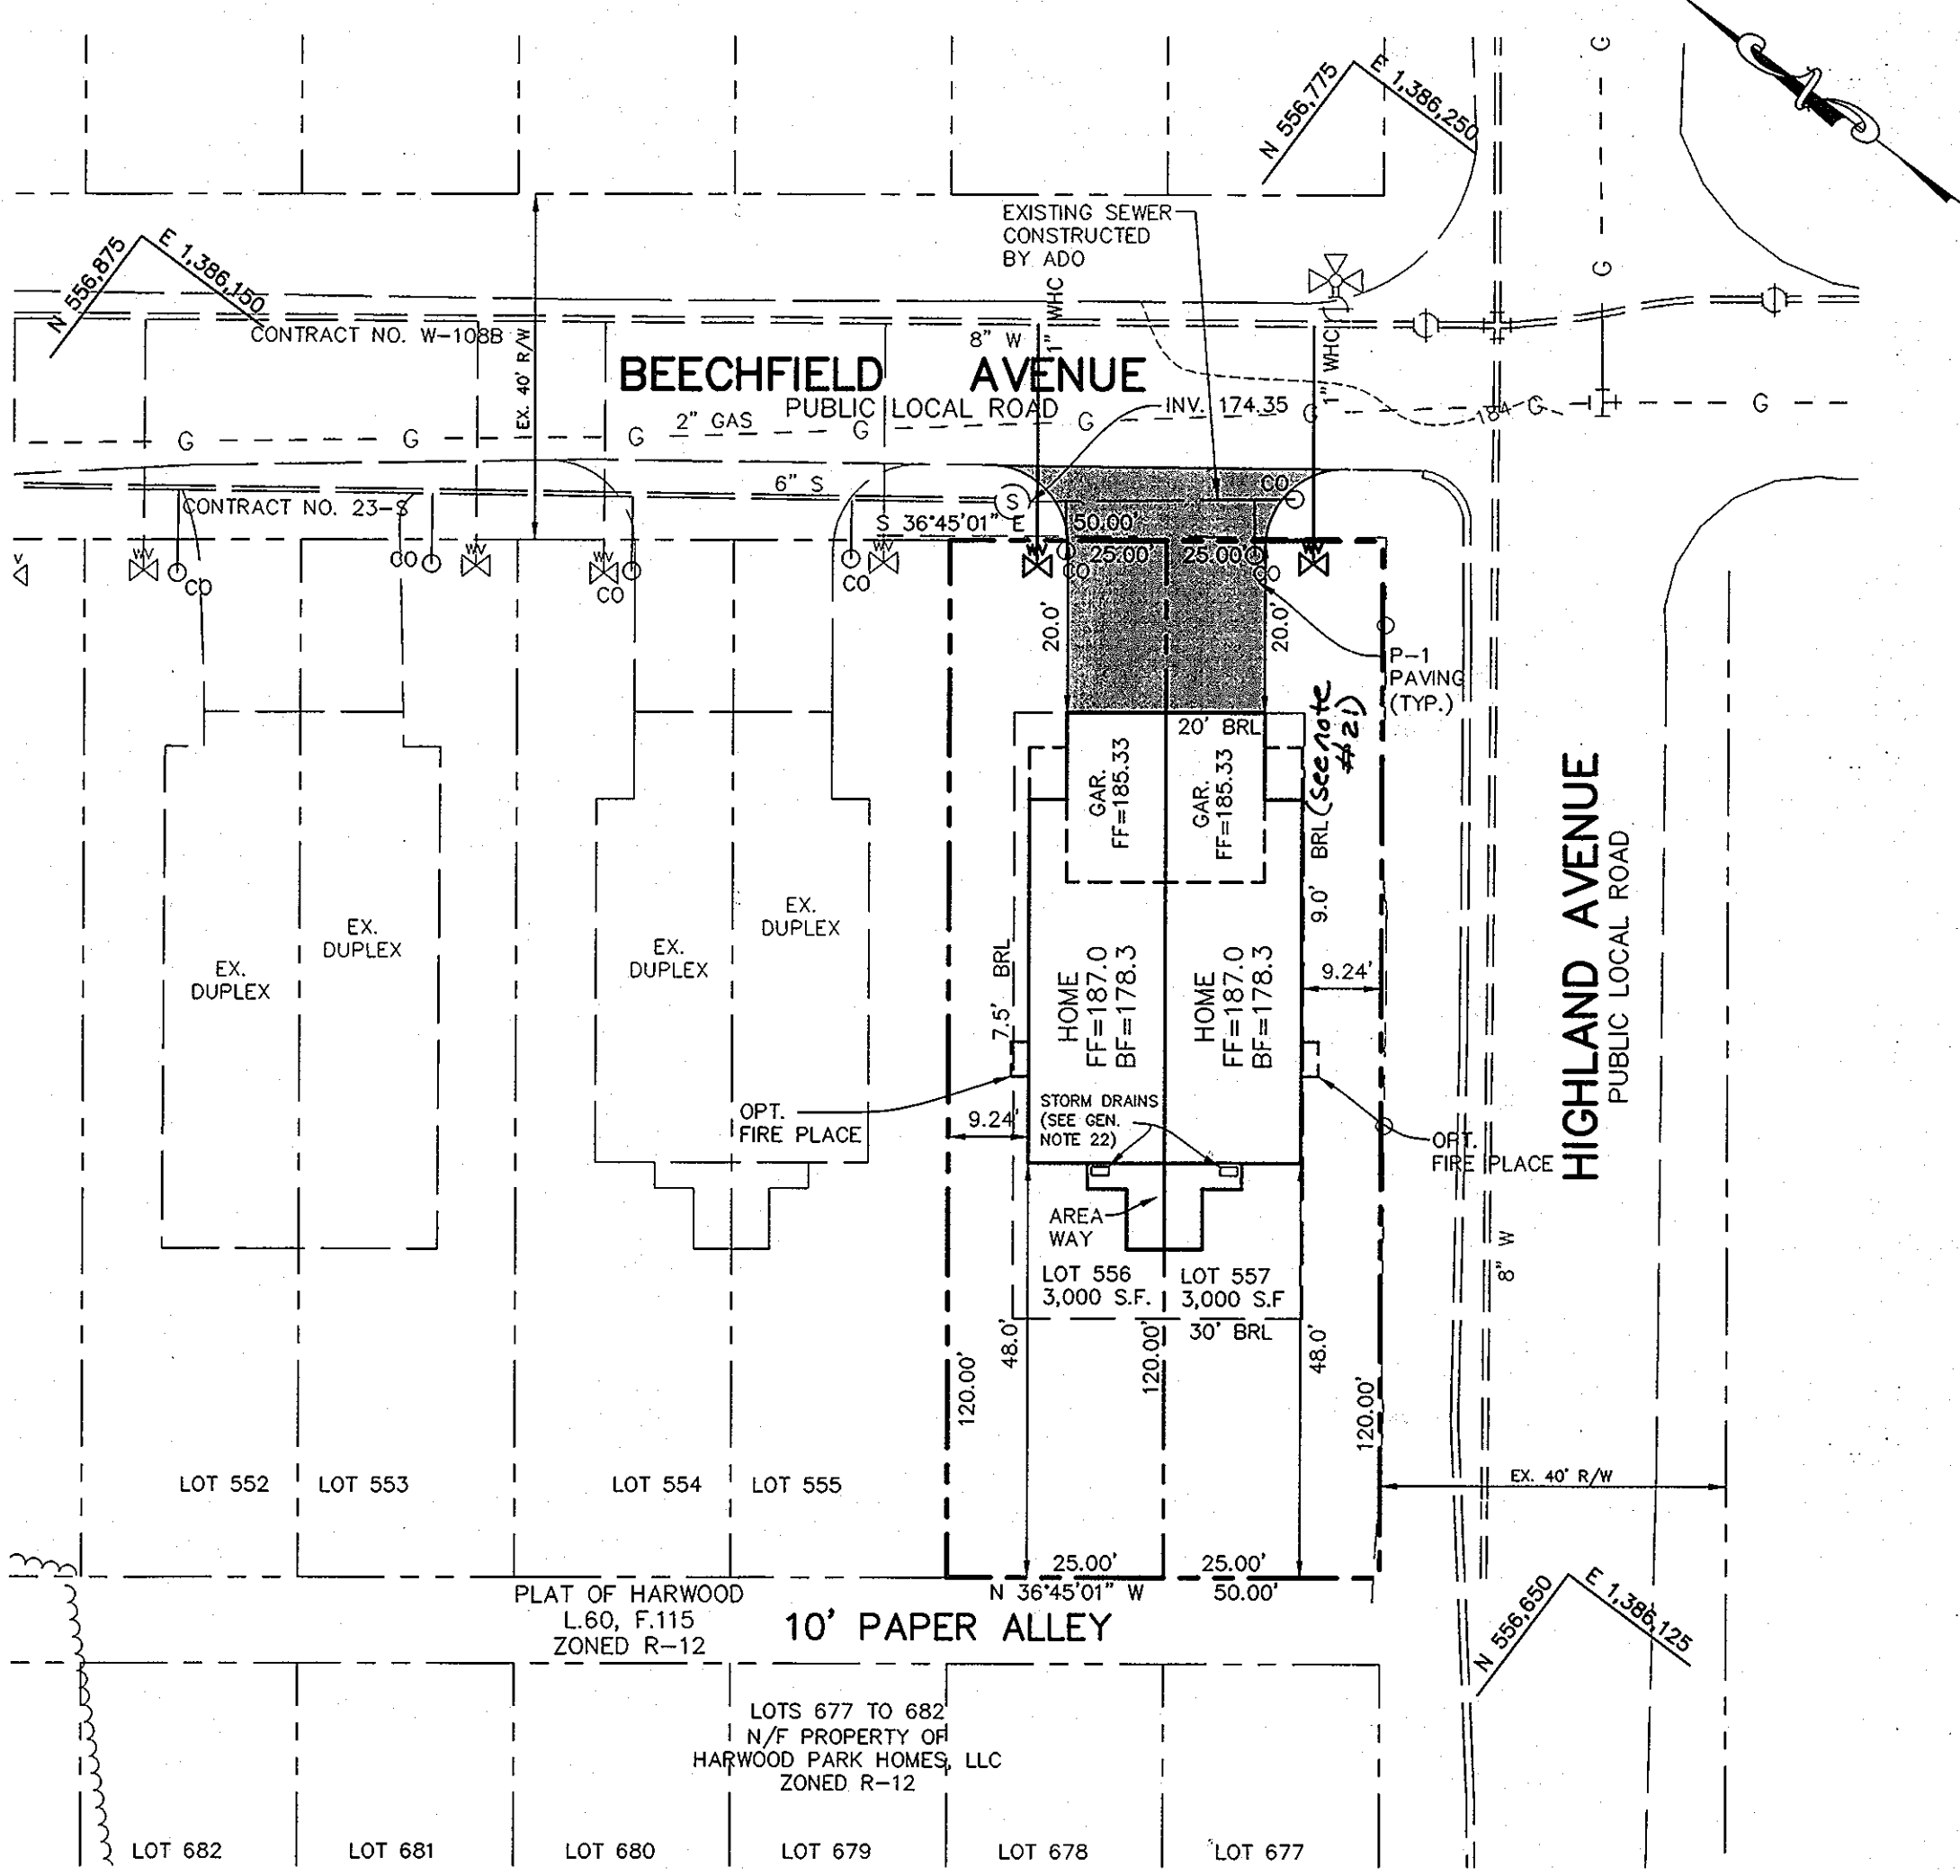 N 556,775
E 1,386,250
G
G
EXISTING SEWER
CONSTRUCTED
BY ADO
N 556,875
E 1,386,150
CONTRACT NO. W-108B
EX. 40' R/W
8" W
1" WHC
1" WHC
BEECHFIELD AVENUE
PUBLIC LOCAL ROAD
INV. 174.35
2" GAS
G
G
G
G
G
G
G
G
184
6" S
S
CO
CONTRACT NO. 23-S
S 36°45'01" E
50.00'
V
WV
CO
CO
WV
WV
CO
CO
WV
WV
CO
25.00'
25.00
CO
WV
20.0'
20.0'
P-1
PAVING
(TYP.)
20' BRL
(see note
#21)
GAR.
FF=185.33
GAR.
FF=185.33
9.0' BRL
HIGHLAND AVENUE
PUBLIC LOCAL ROAD
EX.
DUPLEX
EX.
DUPLEX
EX.
DUPLEX
EX.
DUPLEX
7.5' BRL
HOME
FF=187.0
BF=178.3
HOME
FF=187.0
BF=178.3
9.24'
OPT.
FIRE PLACE
9.24'
STORM DRAINS
(SEE GEN.
NOTE 22)
OPT.
FIRE PLACE
AREA
WAY
8" W
LOT 556
3,000 S.F.
LOT 557
3,000 S.F
30' BRL
48.0'
120.00'
48.0'
120.00'
120.00'
LOT 552
LOT 553
LOT 554
LOT 555
EX. 40' R/W
25.00'
25.00'
N 36°45'01" W
50.00'
PLAT OF HARWOOD
L.60, F.115
ZONED R-12
10' PAPER ALLEY
N 556,650
E 1,386,125
LOTS 677 TO 682
N/F PROPERTY OF
HARWOOD PARK HOMES, LLC
ZONED R-12
LOT 682
LOT 681
LOT 680
LOT 679
LOT 678
LOT 677